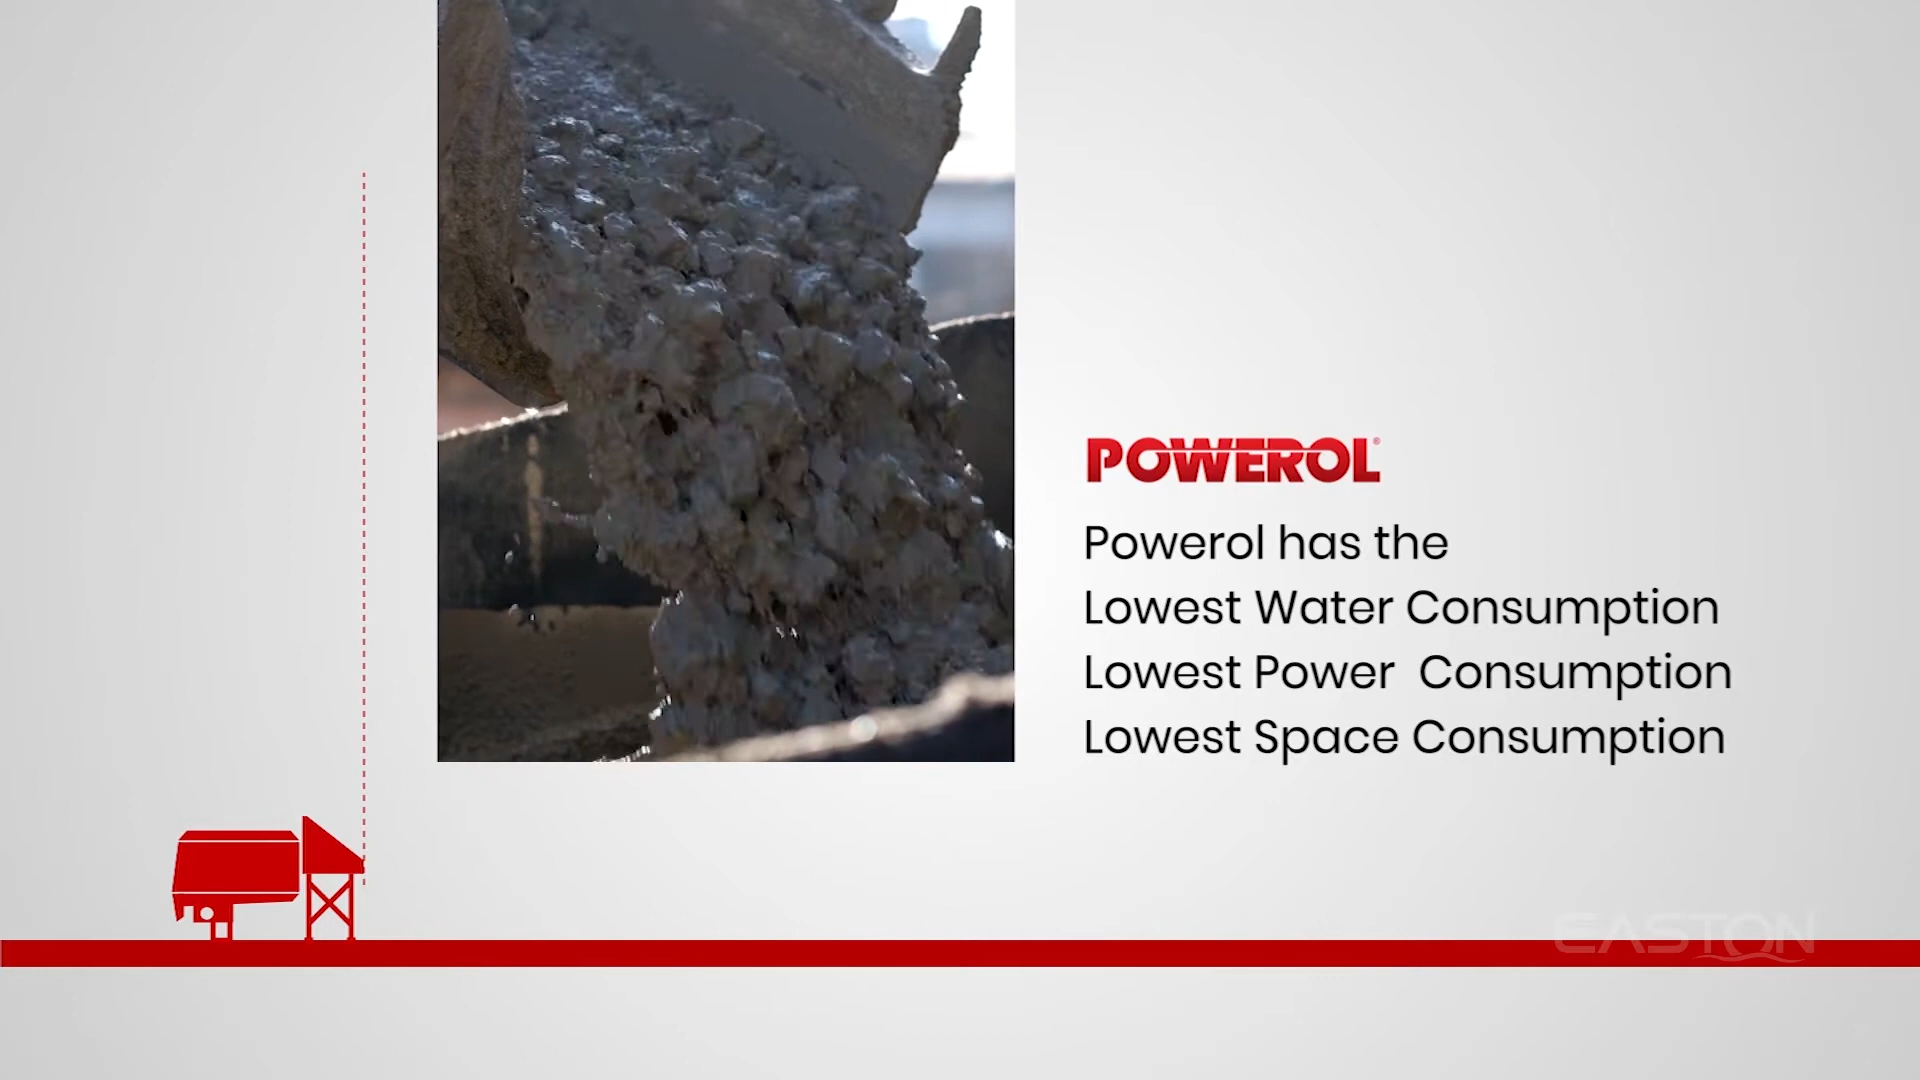 POWEROL®
Powerol has the
Lowest Water Consumption
Lowest Power  Consumption
Lowest Space Consumption
EASTON